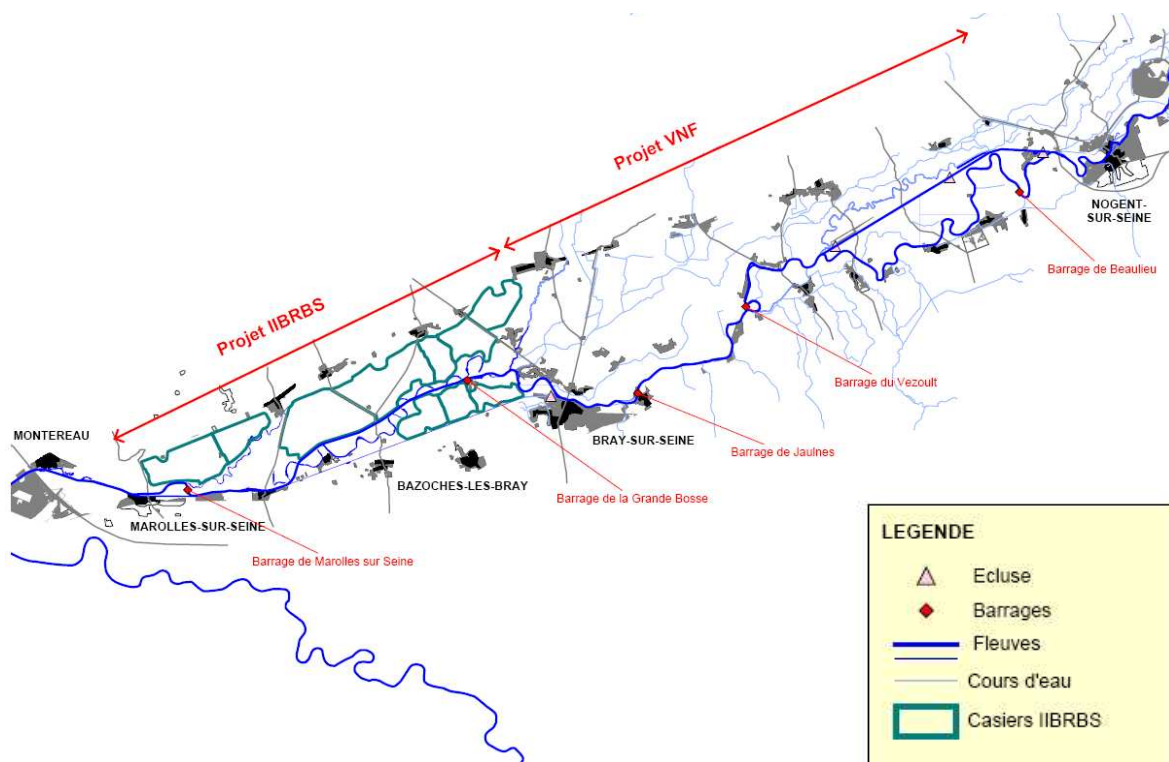 Projet VNF
Projet IIBRBS
NOGENT-
SUR-SEINE
Barrage de Beaulieu
Barrage du Vezoult
BRAY-SUR-SEINE
Barrage de Jaulnes
MONTEREAU
BAZOCHES-LES-BRAY
Barrage de la Grande Bosse
MAROLLES-SUR-SEINE
Barrage de Marolles sur Seine
LEGENDE
Ecluse
Barrages
Fleuves
Cours d'eau
Casiers IIBRBS